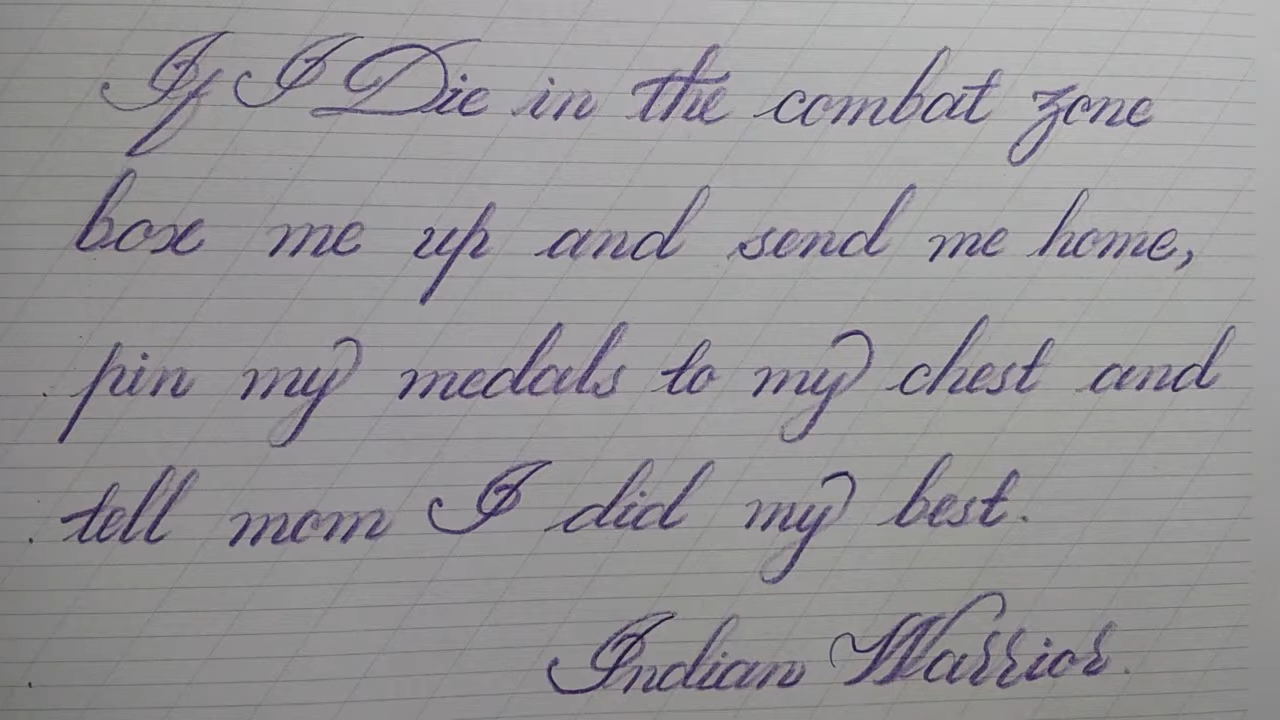 If I Die in the combat zone
box me up and send me home,
pin my medals to my chest and
tell mom I did my best.
Indian Warrior.